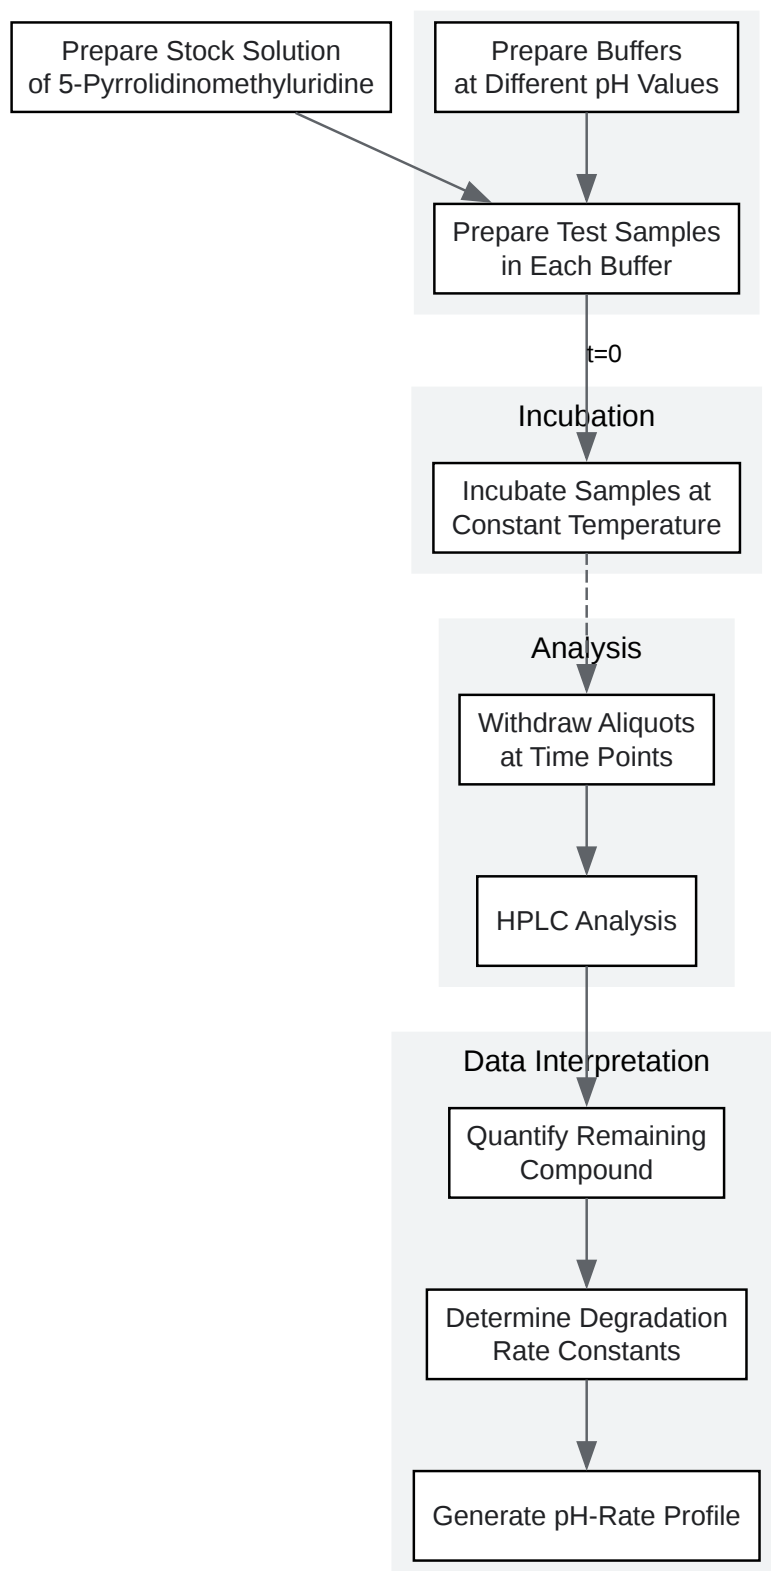 Prepare Stock Solution
of 5-Pyrrolidinomethyluridine
Prepare Buffers
at Different pH Values
Prepare Test Samples
in Each Buffer
t=0
Incubation
Incubate Samples at
Constant Temperature
Analysis
Withdraw Aliquots
at Time Points
HPLC Analysis
Data Interpretation
Quantify Remaining
Compound
Determine Degradation
Rate Constants
Generate pH-Rate Profile